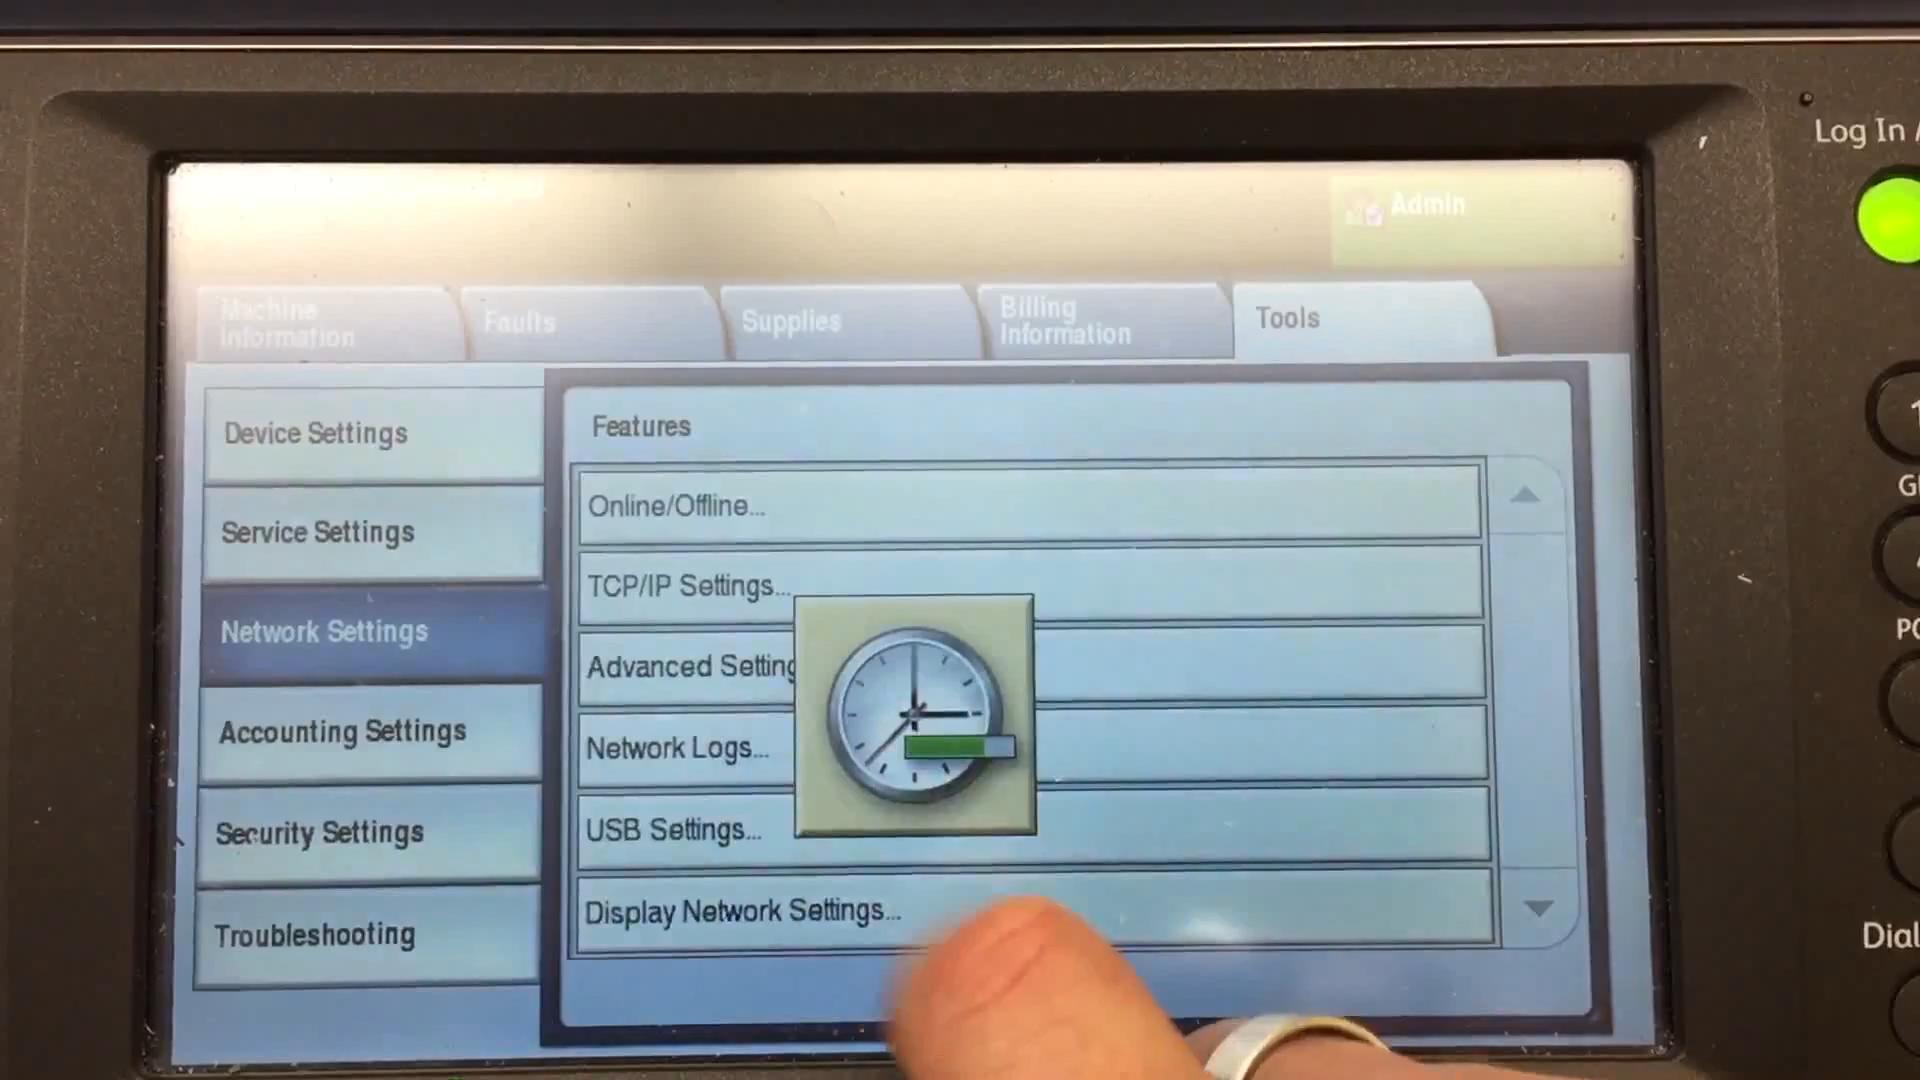 Log In
Admin
Machine
Information
Faults
Supplies
Billing
Information
Tools
Device Settings
Service Settings
Network Settings
Accounting Settings
Security Settings
Troubleshooting
Features
Online/Offline...
TCP/IP Settings...
Advanced Setting
Network Logs...
USB Settings...
Display Network Settings...
Dial